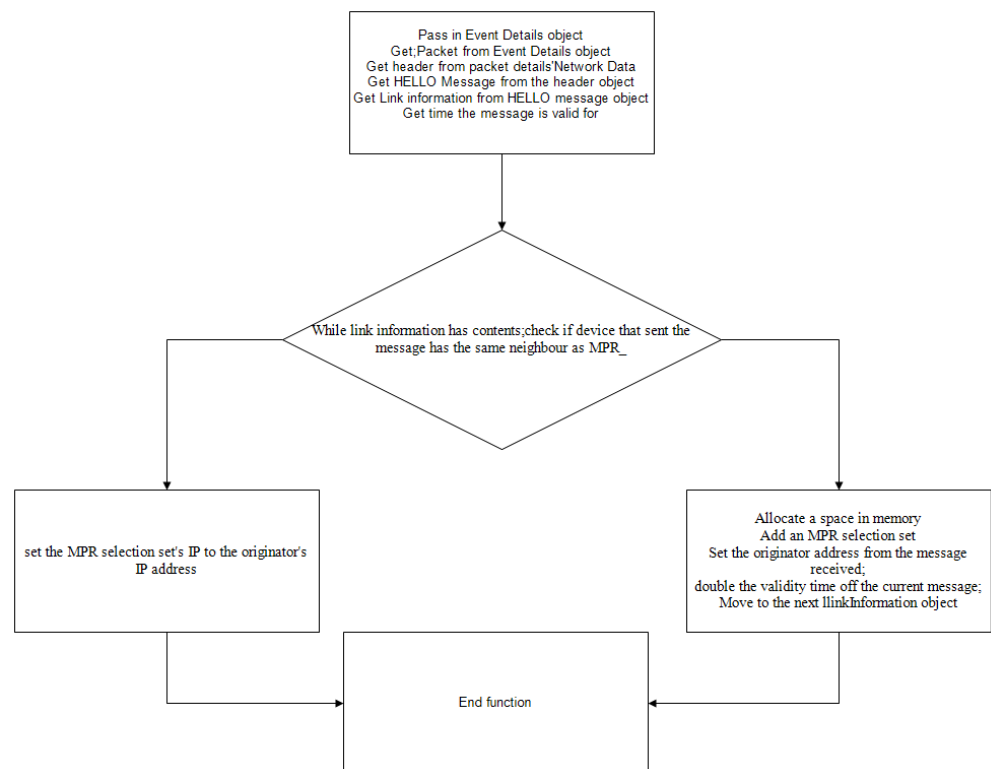 Pass in Event Details object
Get;Packet from Event Details object
Get header from packet details'Network Data
Get HELLO Message from the header object
Get Link information from HELLO message object
Get time the message is valid for
While link information has contents;check if device that sent the
message has the same neighbour as MPR_
set the MPR selection set's IP to the originator's
IP address
Allocate a space in memory
Add an MPR selection set
Set the originator address from the message
received;
double the validity time off the current message;
Move to the next llinkInformation object
End function